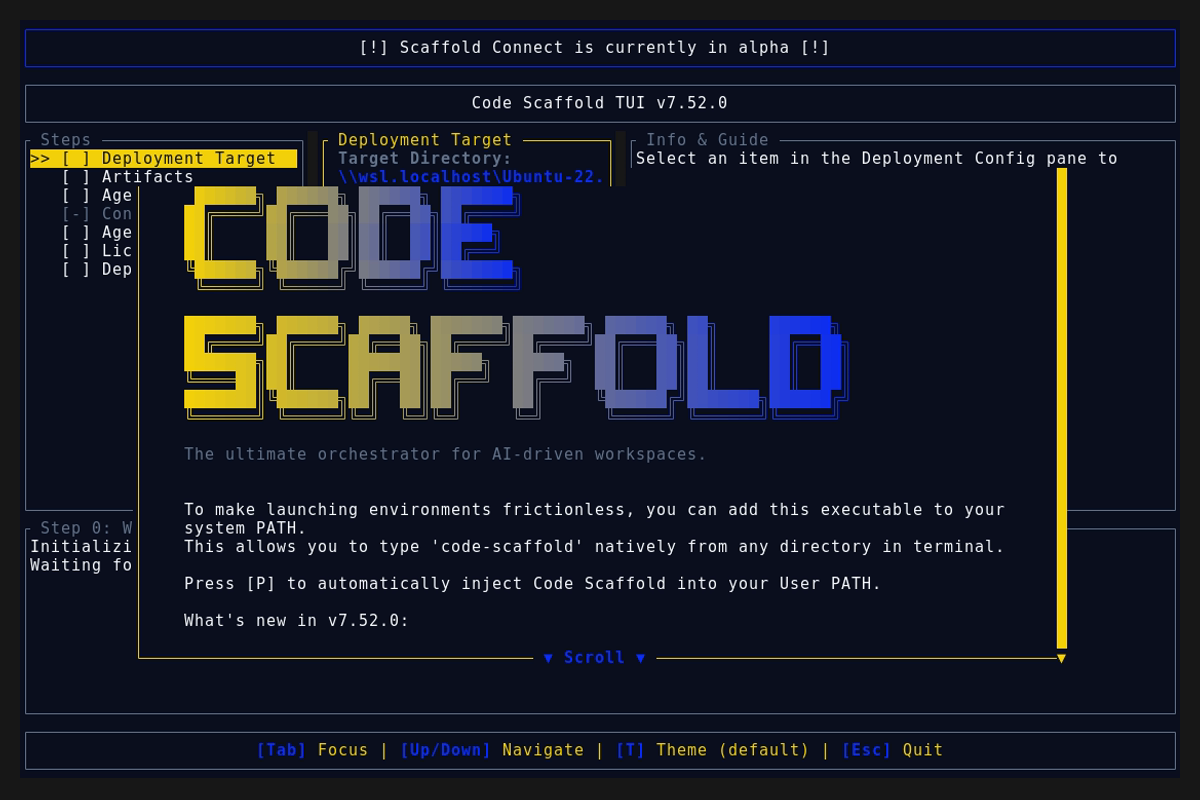 [!] Scaffold Connect is currently in alpha [!]
Code Scaffold TUI v7.52.0
Steps
>> [ ] Deployment Target
[ ] Artifacts
[ ] Age
[-] Con
[ ] Age
[ ] Lic
[ ] Dep
Deployment Target
Target Directory:
\\wsl.localhost\Ubuntu-22.
Info & Guide
Select an item in the Deployment Config pane to
CODE
SCAFFOLD
The ultimate orchestrator for AI-driven workspaces.
To make launching environments frictionless, you can add this executable to your
system PATH.
This allows you to type 'code-scaffold' natively from any directory in terminal.
Press [P] to automatically inject Code Scaffold into your User PATH.
What's new in v7.52.0:
▼ Scroll ▼
Step 0: W
Initializi
Waiting fo
[Tab] Focus | [Up/Down] Navigate | [T] Theme (default) | [Esc] Quit